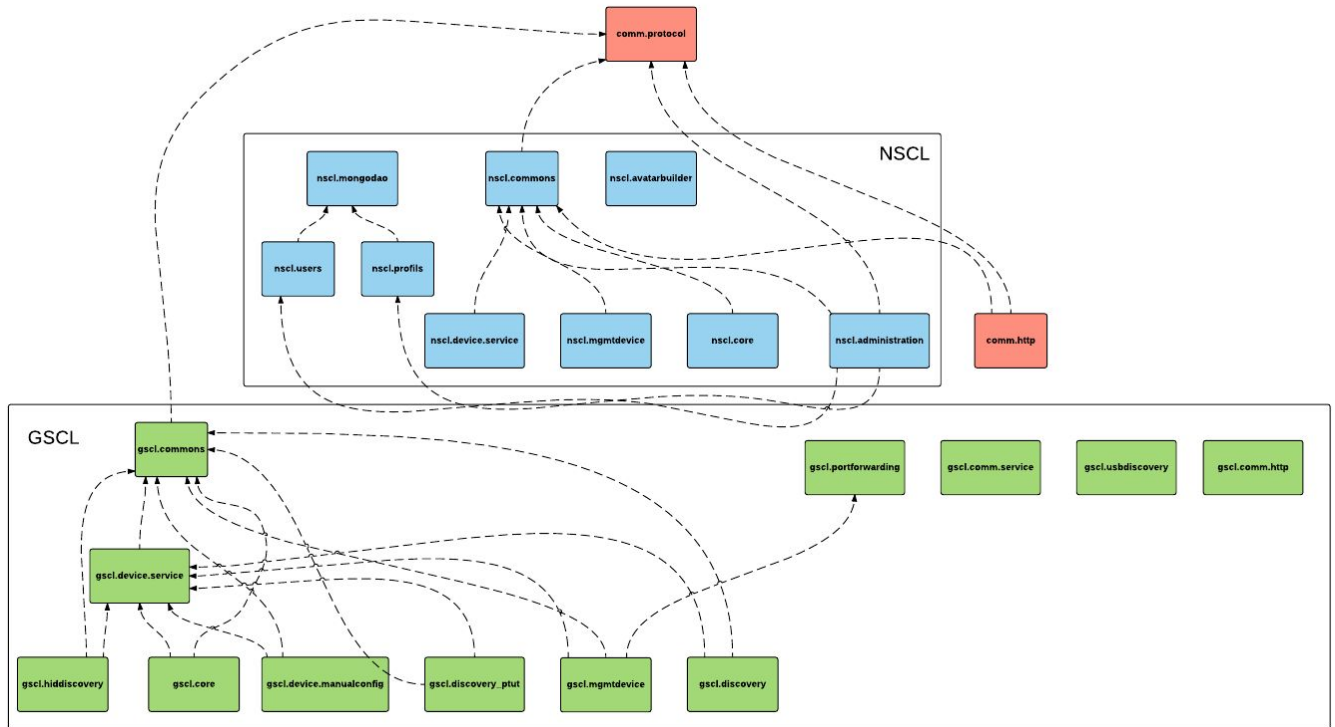 comm.protocol
NSCL
nscl.mongodao
nscl.commons
nscl.avatarbuilder
nscl.users
nscl.profils
nscl.device.service
nscl.mgmtdevice
nscl.core
nscl.administration
comm.http
GSCL
gscl.commons
gscl.portforwarding
gscl.comm.service
gscl.usbdiscovery
gscl.comm.http
gscl.device.service
gscl.hiddiscovery
gscl.core
gscl.device.manualconfig
gscl.discovery_ptut
gscl.mgmtdevice
gscl.discovery